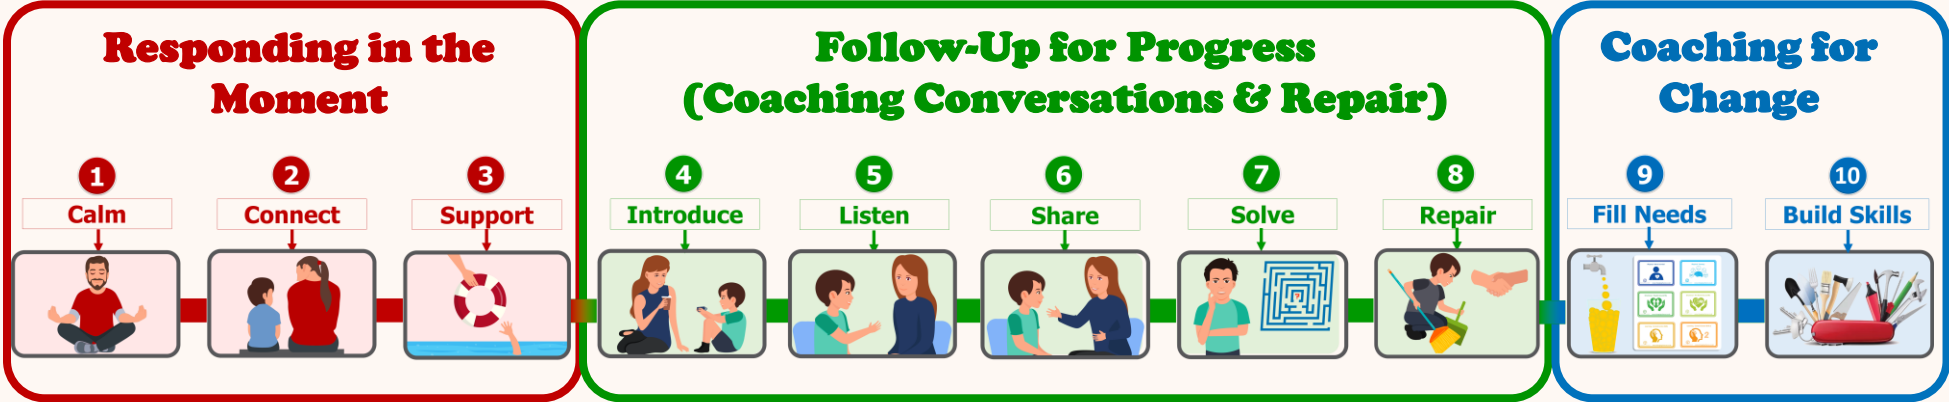 Responding in the
Moment
1
Calm
2
Connect
3
Support
Follow-Up for Progress
(Coaching Conversations & Repair)
4
Introduce
5
Listen
6
Share
7
Solve
8
Repair
Coaching for
Change
9
Fill Needs
10
Build Skills